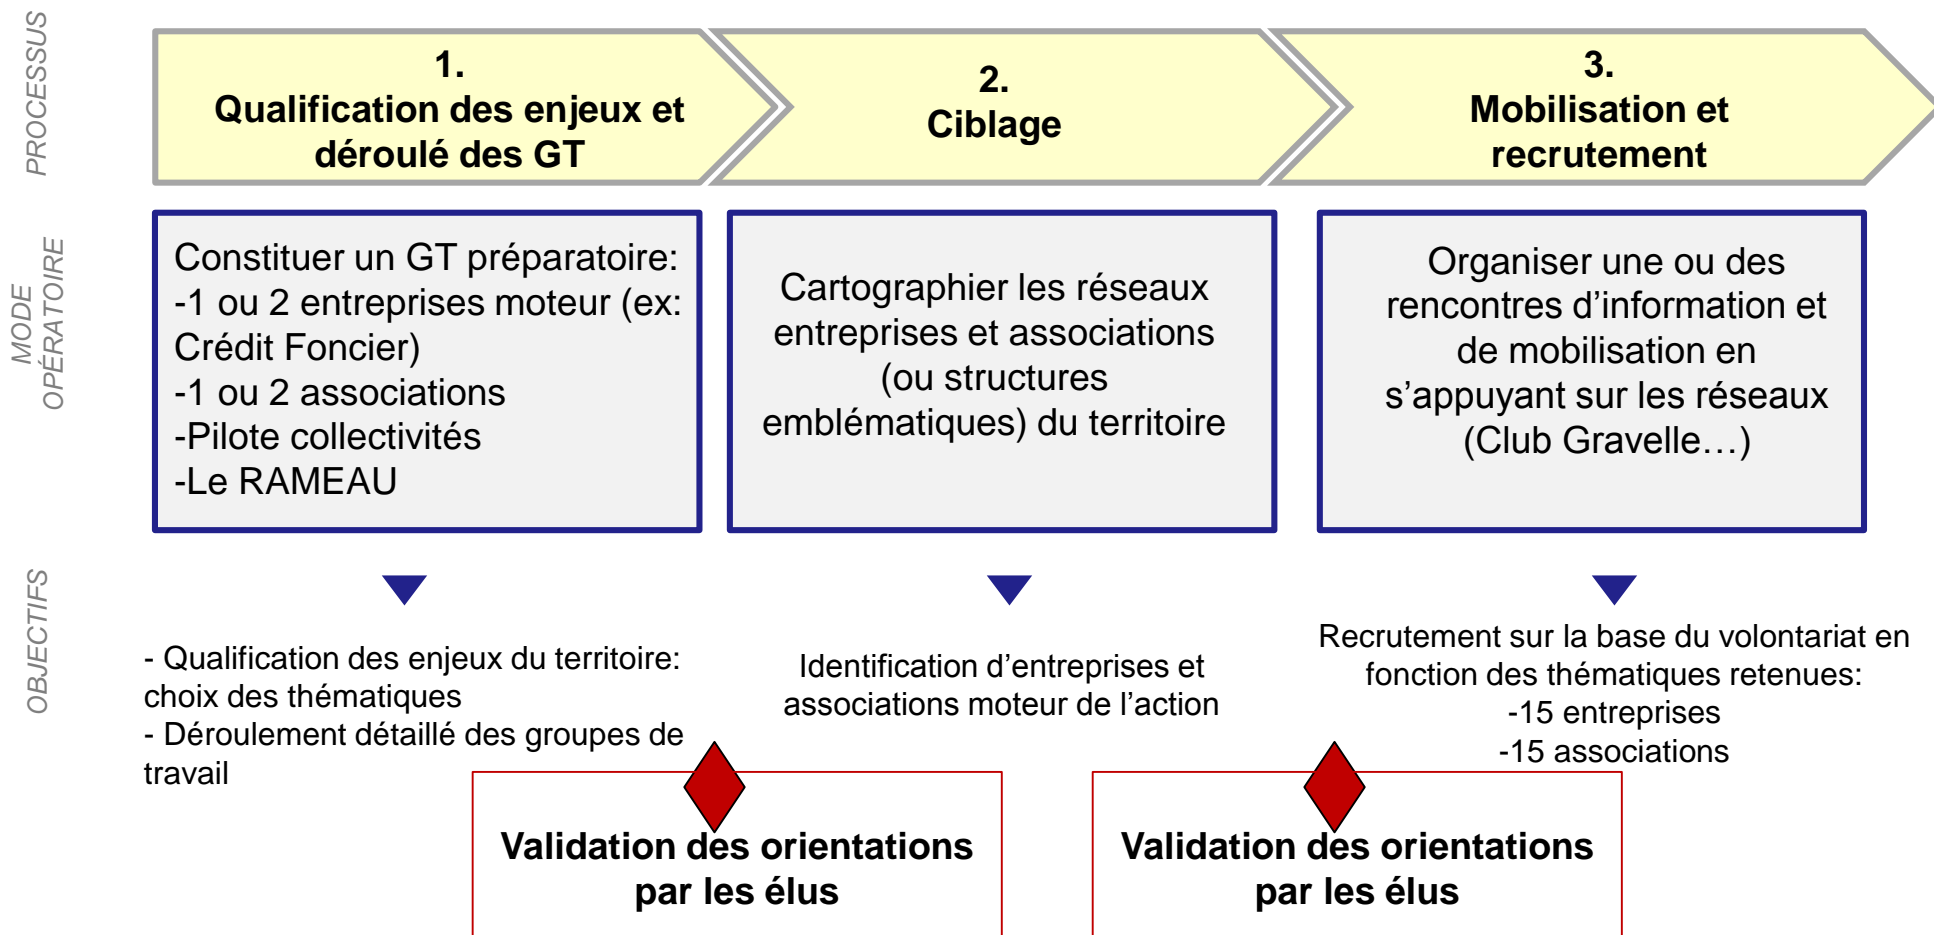 PROCESSUS
1.
Qualification des enjeux et
déroulé des GT
2.
Ciblage
3.
Mobilisation et
recrutement
MODE
OPÉRATOIRE
Constituer un GT préparatoire:
-1 ou 2 entreprises moteur (ex:
Crédit Foncier)
-1 ou 2 associations
-Pilote collectivités
-Le RAMEAU
Cartographier les réseaux
entreprises et associations
(ou structures
emblématiques) du territoire
Organiser une ou des
rencontres d’information et
de mobilisation en
s’appuyant sur les réseaux
(Club Gravelle…)
OBJECTIFS
- Qualification des enjeux du territoire:
choix des thématiques
- Déroulement détaillé des groupes de
travail
Identification d’entreprises et
associations moteur de l’action
Recrutement sur la base du volontariat en
fonction des thématiques retenues:
-15 entreprises
-15 associations
Validation des orientations
par les élus
Validation des orientations
par les élus